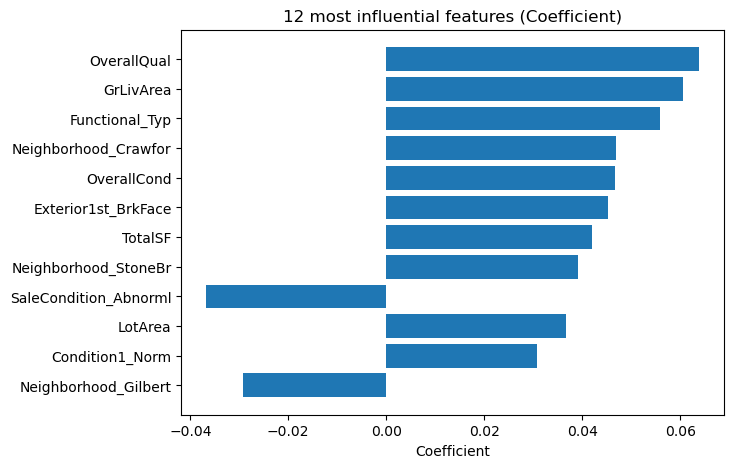 12 most influential features (Coefficient)
OverallQual
GrLivArea
Functional_Typ
Neighborhood_Crawfor
OverallCond
Exterior1st_BrkFace
TotalSF
Neighborhood_StoneBr
SaleCondition_Abnorml
LotArea
Condition1_Norm
Neighborhood_Gilbert
−0.04 −0.02 0.00 0.02 0.04 0.06
Coefficient